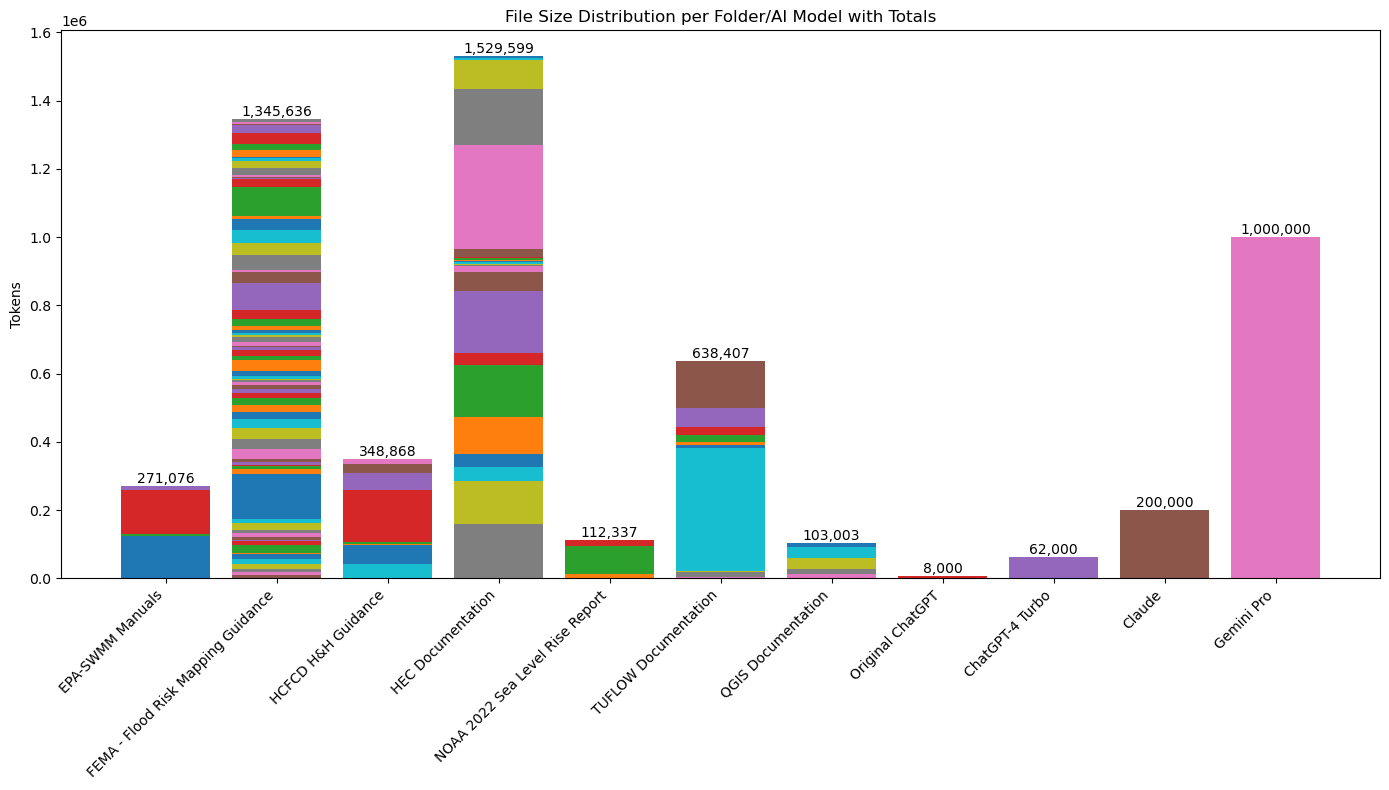 File Size Distribution per Folder/AI Model with Totals
1e6
1.6
1.4
1.2
1.0
0.8
0.6
0.4
0.2
0.0
Tokens
271,076
1,345,636
348,868
1,529,599
112,337
638,407
103,003
8,000
62,000
200,000
1,000,000
EPA-SWMM Manuals
FEMA - Flood Risk Mapping Guidance
HCFCD H&H Guidance
HEC Documentation
NOAA 2022 Sea Level Rise Report
TUFLOW Documentation
QGIS Documentation
Original ChatGPT
ChatGPT-4 Turbo
Claude
Gemini Pro